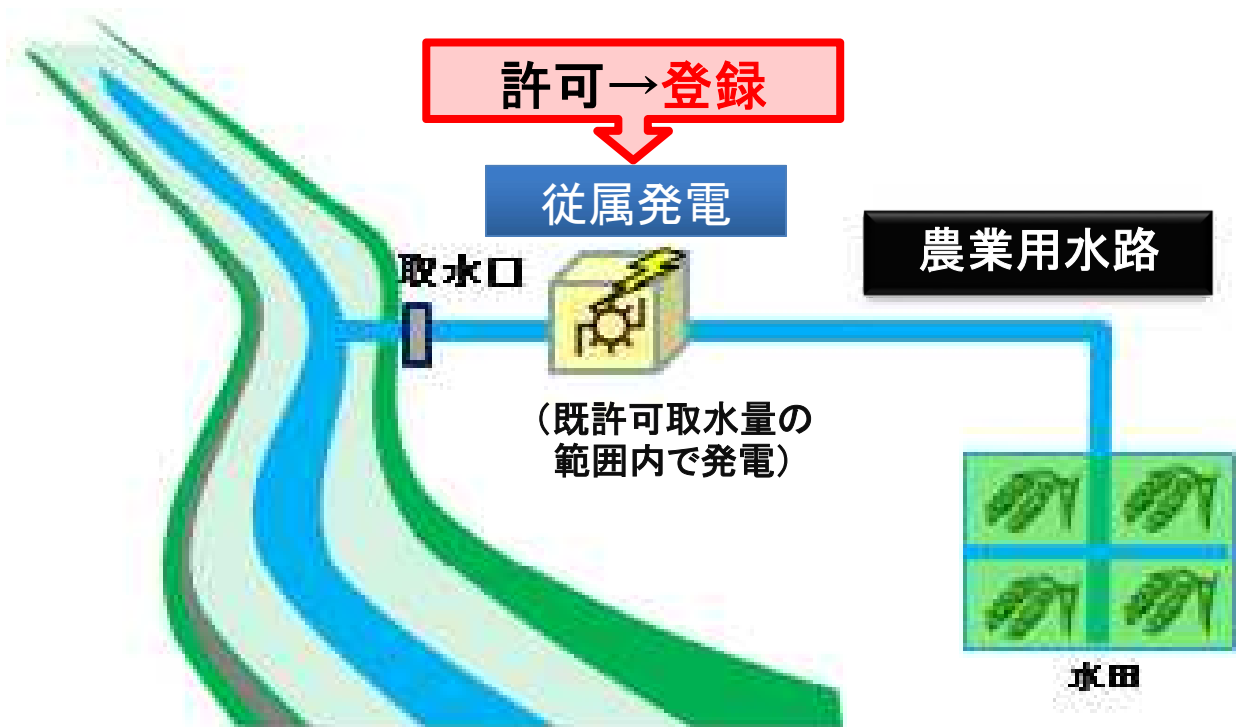 許可→登録
従属発電
農業用水路
取水口
（既許可取水量の
範囲内で発電）
水田